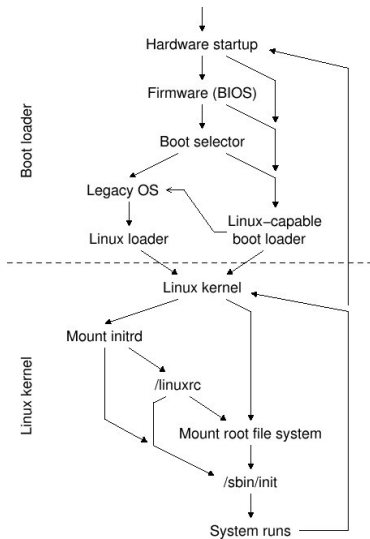 Hardware startup
Firmware (BIOS)
Boot selector
Boot loader
Legacy OS
Linux−capable
boot loader
Linux loader
Linux kernel
Mount initrd
/linuxrc
Linux kernel
Mount root file system
/sbin/init
System runs